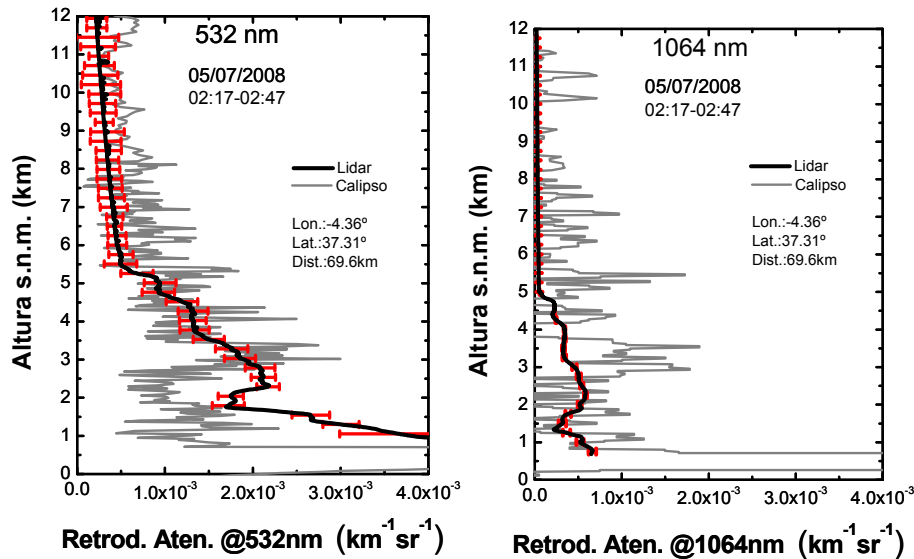 12
11
10
9
8
7
6
5
4
3
2
1
0
Altura s.n.m. (km)
532 nm
05/07/2008
02:17-02:47
Lidar
Calipso
Lon.:-4.36º
Lat.:37.31º
Dist.:69.6km
0.0 1.0x10⁻³ 2.0x10⁻³ 3.0x10⁻³ 4.0x10⁻³
Retrod. Aten. @532nm (km⁻¹sr⁻¹)
12
11
10
9
8
7
6
5
4
3
2
1
0
Altura s.n.m. (km)
1064 nm
05/07/2008
02:17-02:47
Lidar
Calipso
Lon.:-4.36º
Lat.:37.31º
Dist.:69.6km
0.0 1.0x10⁻³ 2.0x10⁻³ 3.0x10⁻³ 4.0x10⁻³
Retrod. Aten. @1064nm (km⁻¹sr⁻¹)